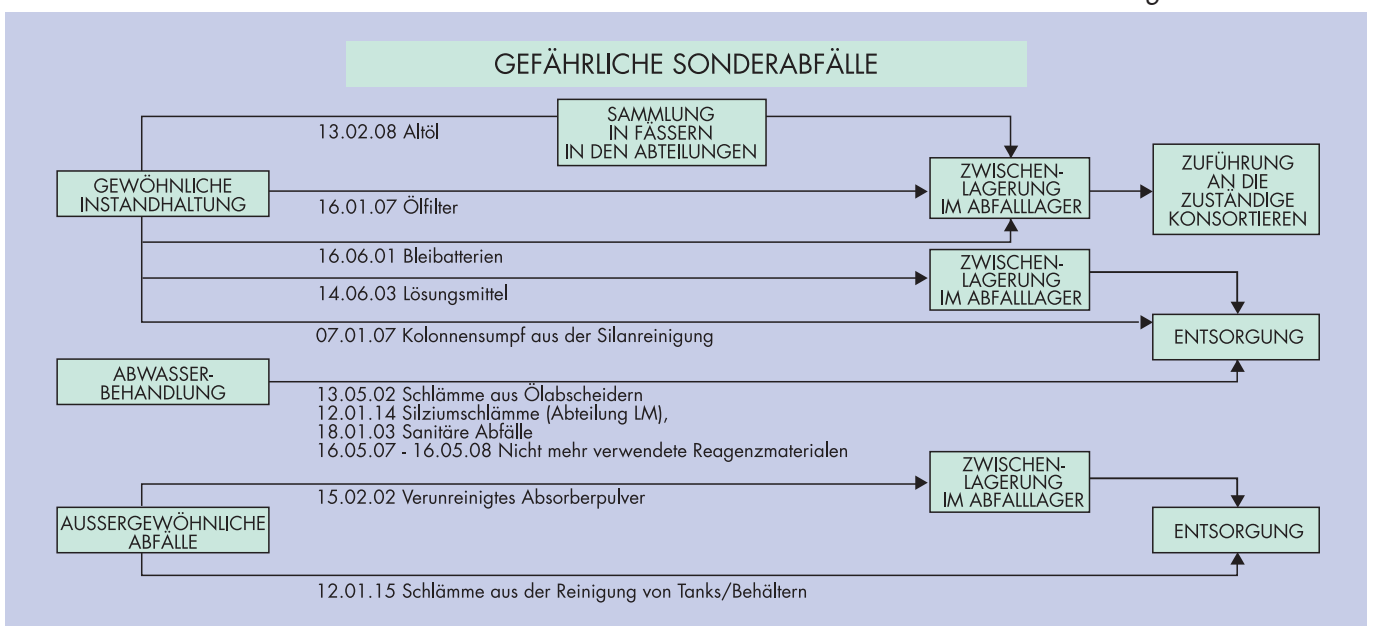 GEFÄHRLICHE SONDERABFÄLLE
13.02.08 Altöl
SAMMLUNG
IN FÄSSERN
IN DEN ABTEILUNGEN
GEWÖHNLICHE
INSTANDHALTUNG
16.01.07 Ölfilter
ZWISCHEN-
LAGERUNG
IM ABFALLLAGER
ZUFÜHRUNG
AN DIE
ZUSTÄNDIGE
KONSORTIEREN
16.06.01 Bleibatterien
14.06.03 Lösungsmittel
ZWISCHEN-
LAGERUNG
IM ABFALLLAGER
07.01.07 Kolonnensumpf aus der Silanreinigung
ENTSORGUNG
ABWASSER-
BEHANDLUNG
13.05.02 Schlämme aus Ölabscheidern
12.01.14 Siliziumschlämme (Abteilung LM),
18.01.03 Sanitäre Abfälle
16.05.07 - 16.05.08 Nicht mehr verwendete Reagenzmaterialen
15.02.02 Verunreinigtes Absorberpulver
ZWISCHEN-
LAGERUNG
IM ABFALLLAGER
AUSSERGEWÖHNLICHE
ABFÄLLE
ENTSORGUNG
12.01.15 Schlämme aus der Reinigung von Tanks/Behältern